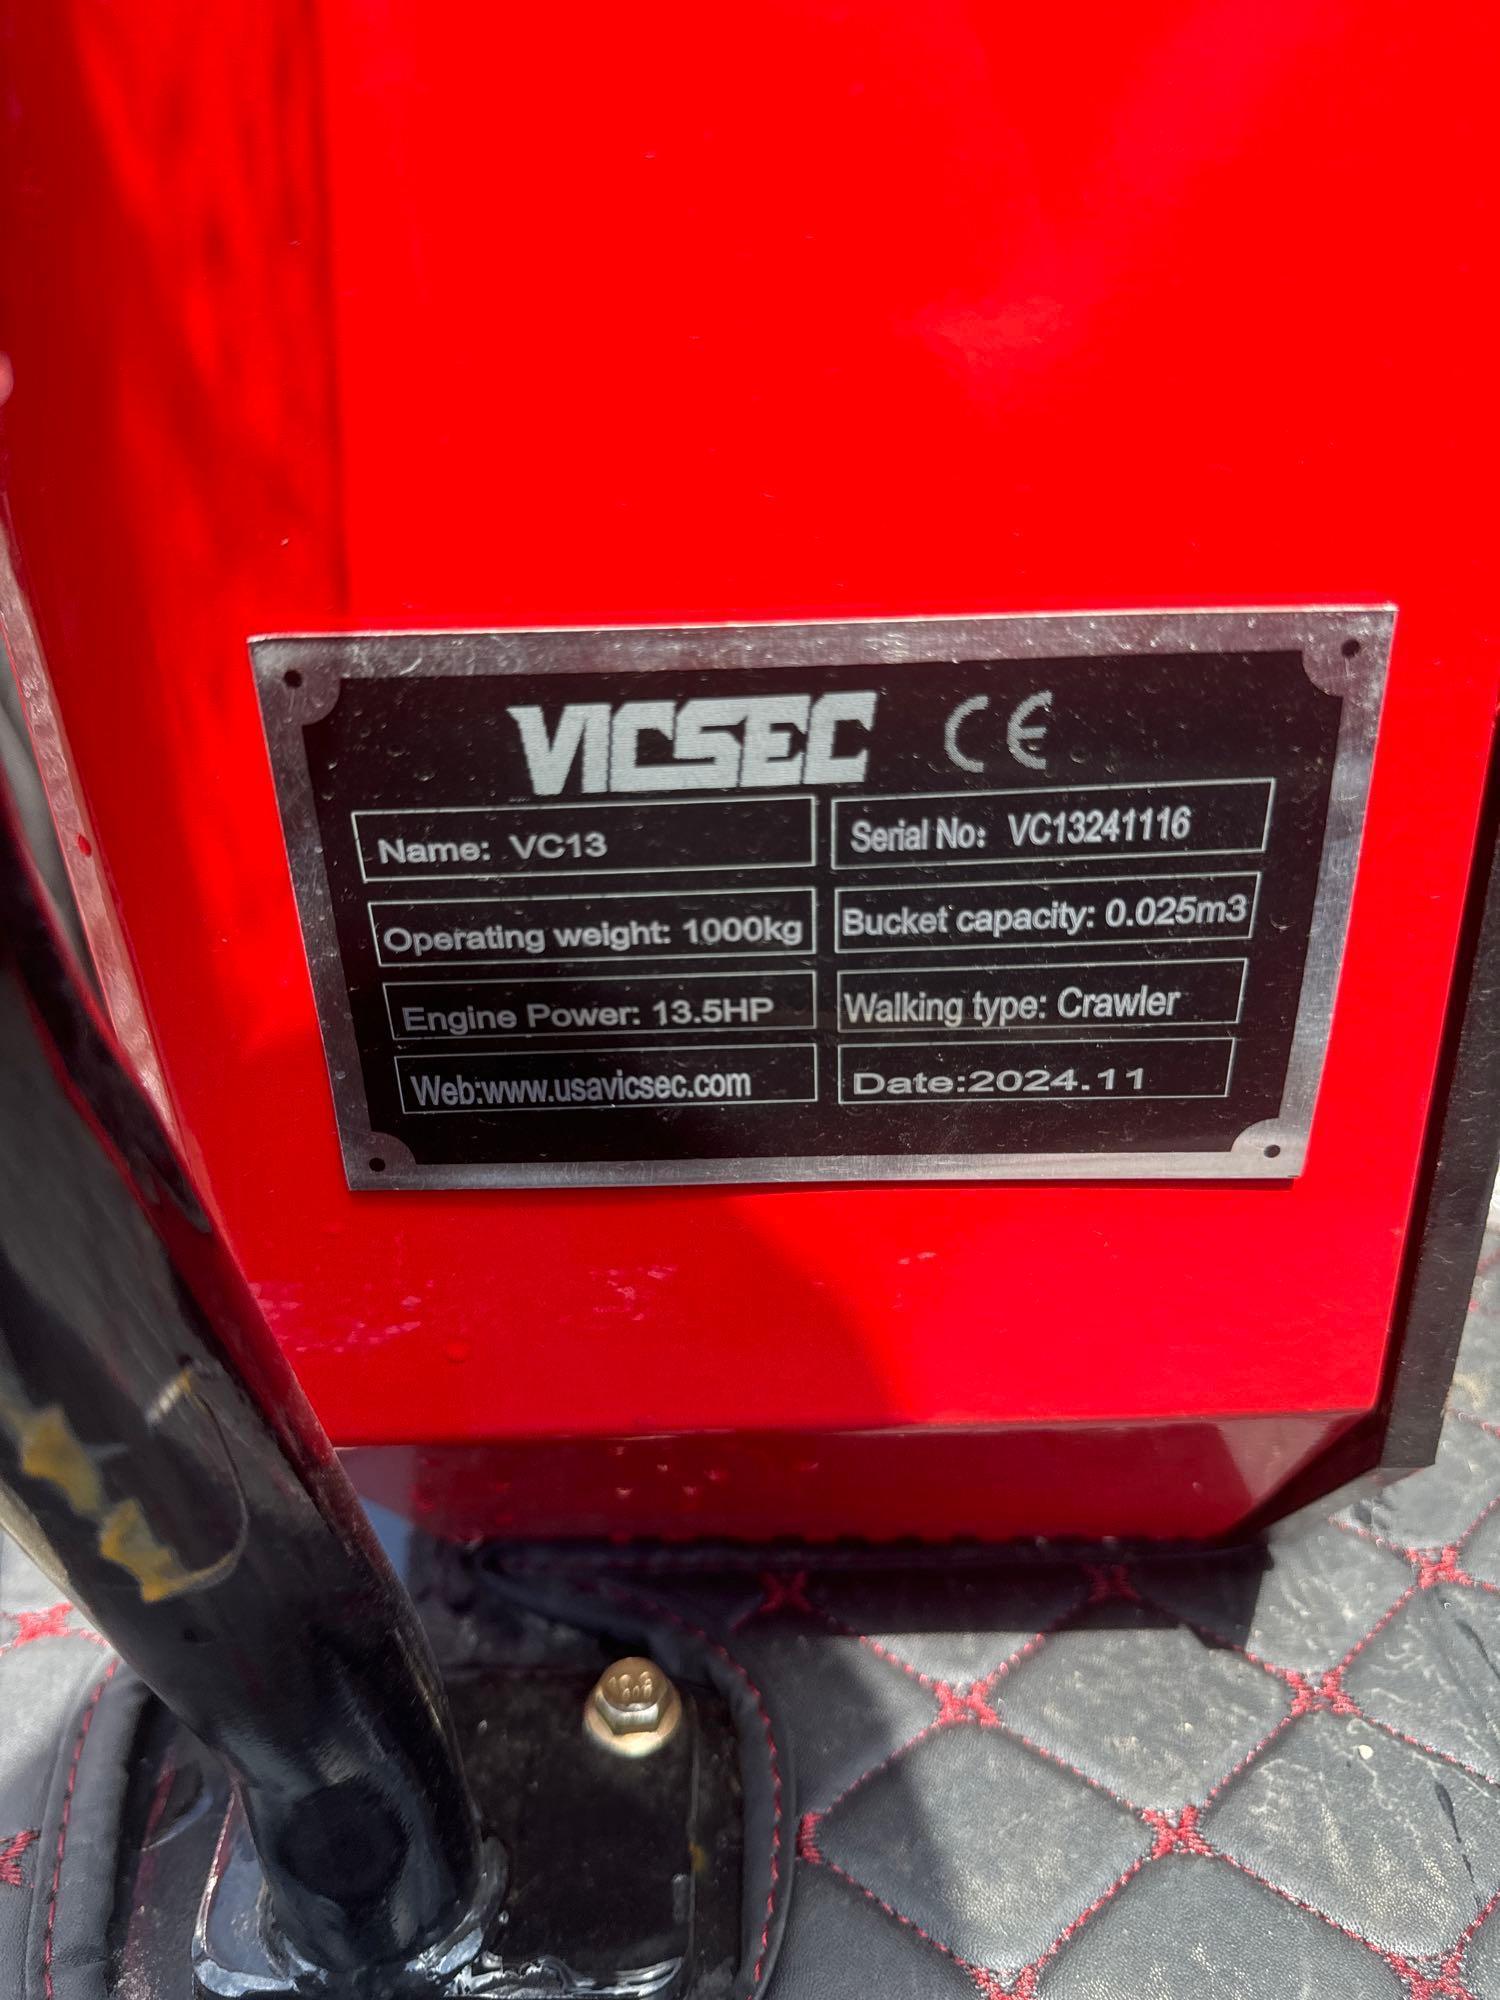 VICSEC CE
Name: VC13
Serial No: VC13241116
Operating weight: 1000kg
Bucket capacity: 0.025m3
Engine Power: 13.5HP
Walking type: Crawler
Web:www.usavicsec.com
Date:2024.11